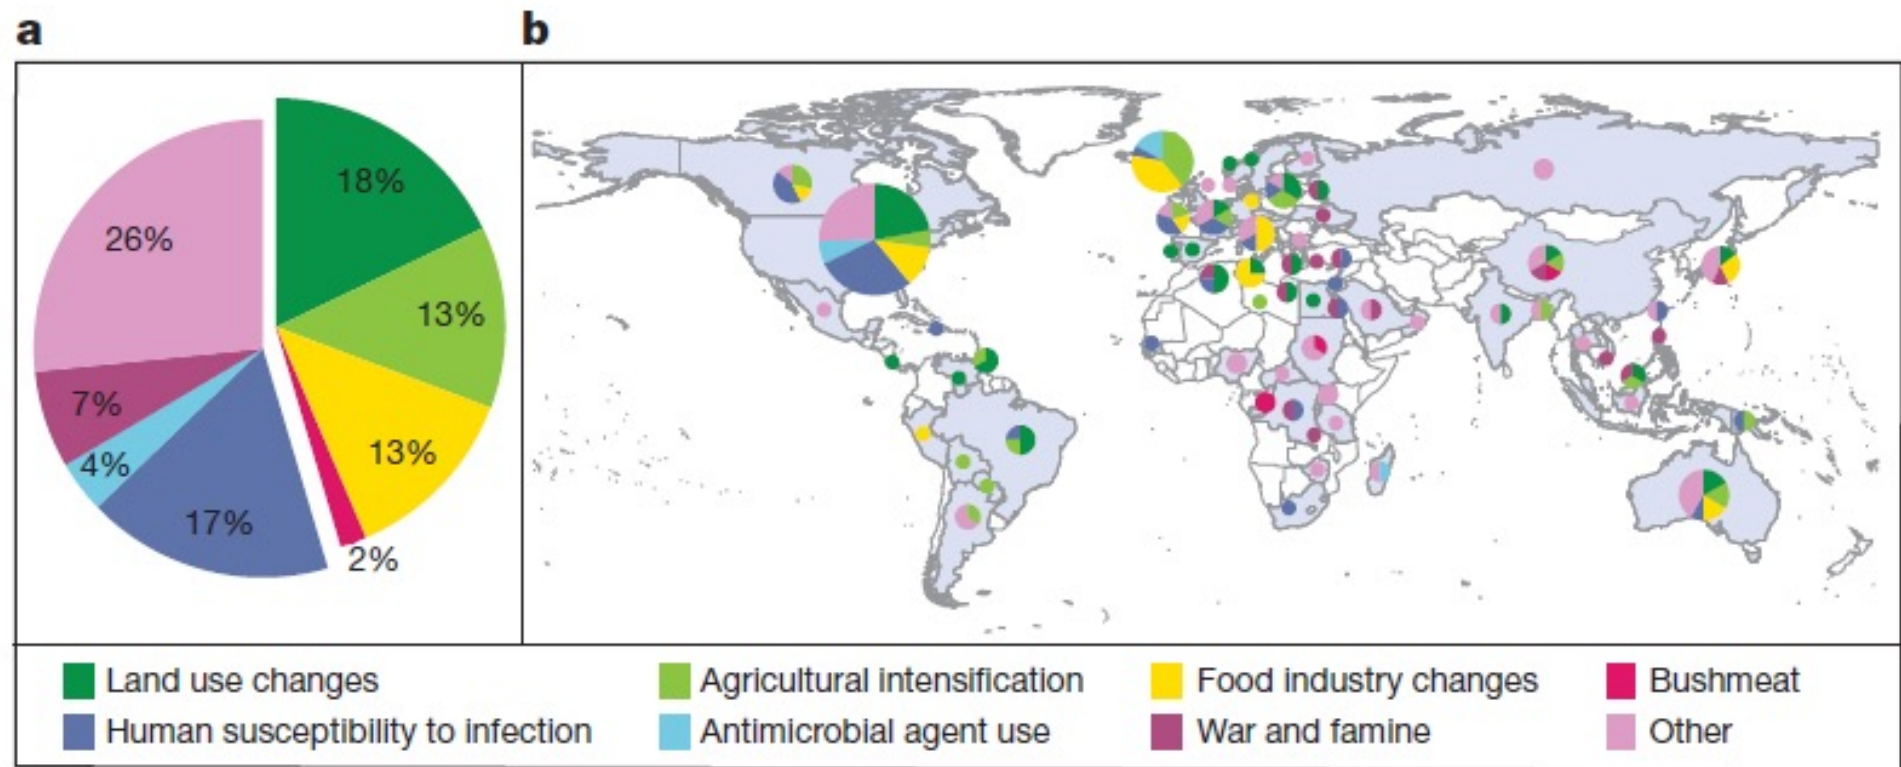 a
b
18%
26%
13%
7%
4%
13%
17%
2%
Land use changes
Agricultural intensification
Food industry changes
Bushmeat
Human susceptibility to infection
Antimicrobial agent use
War and famine
Other